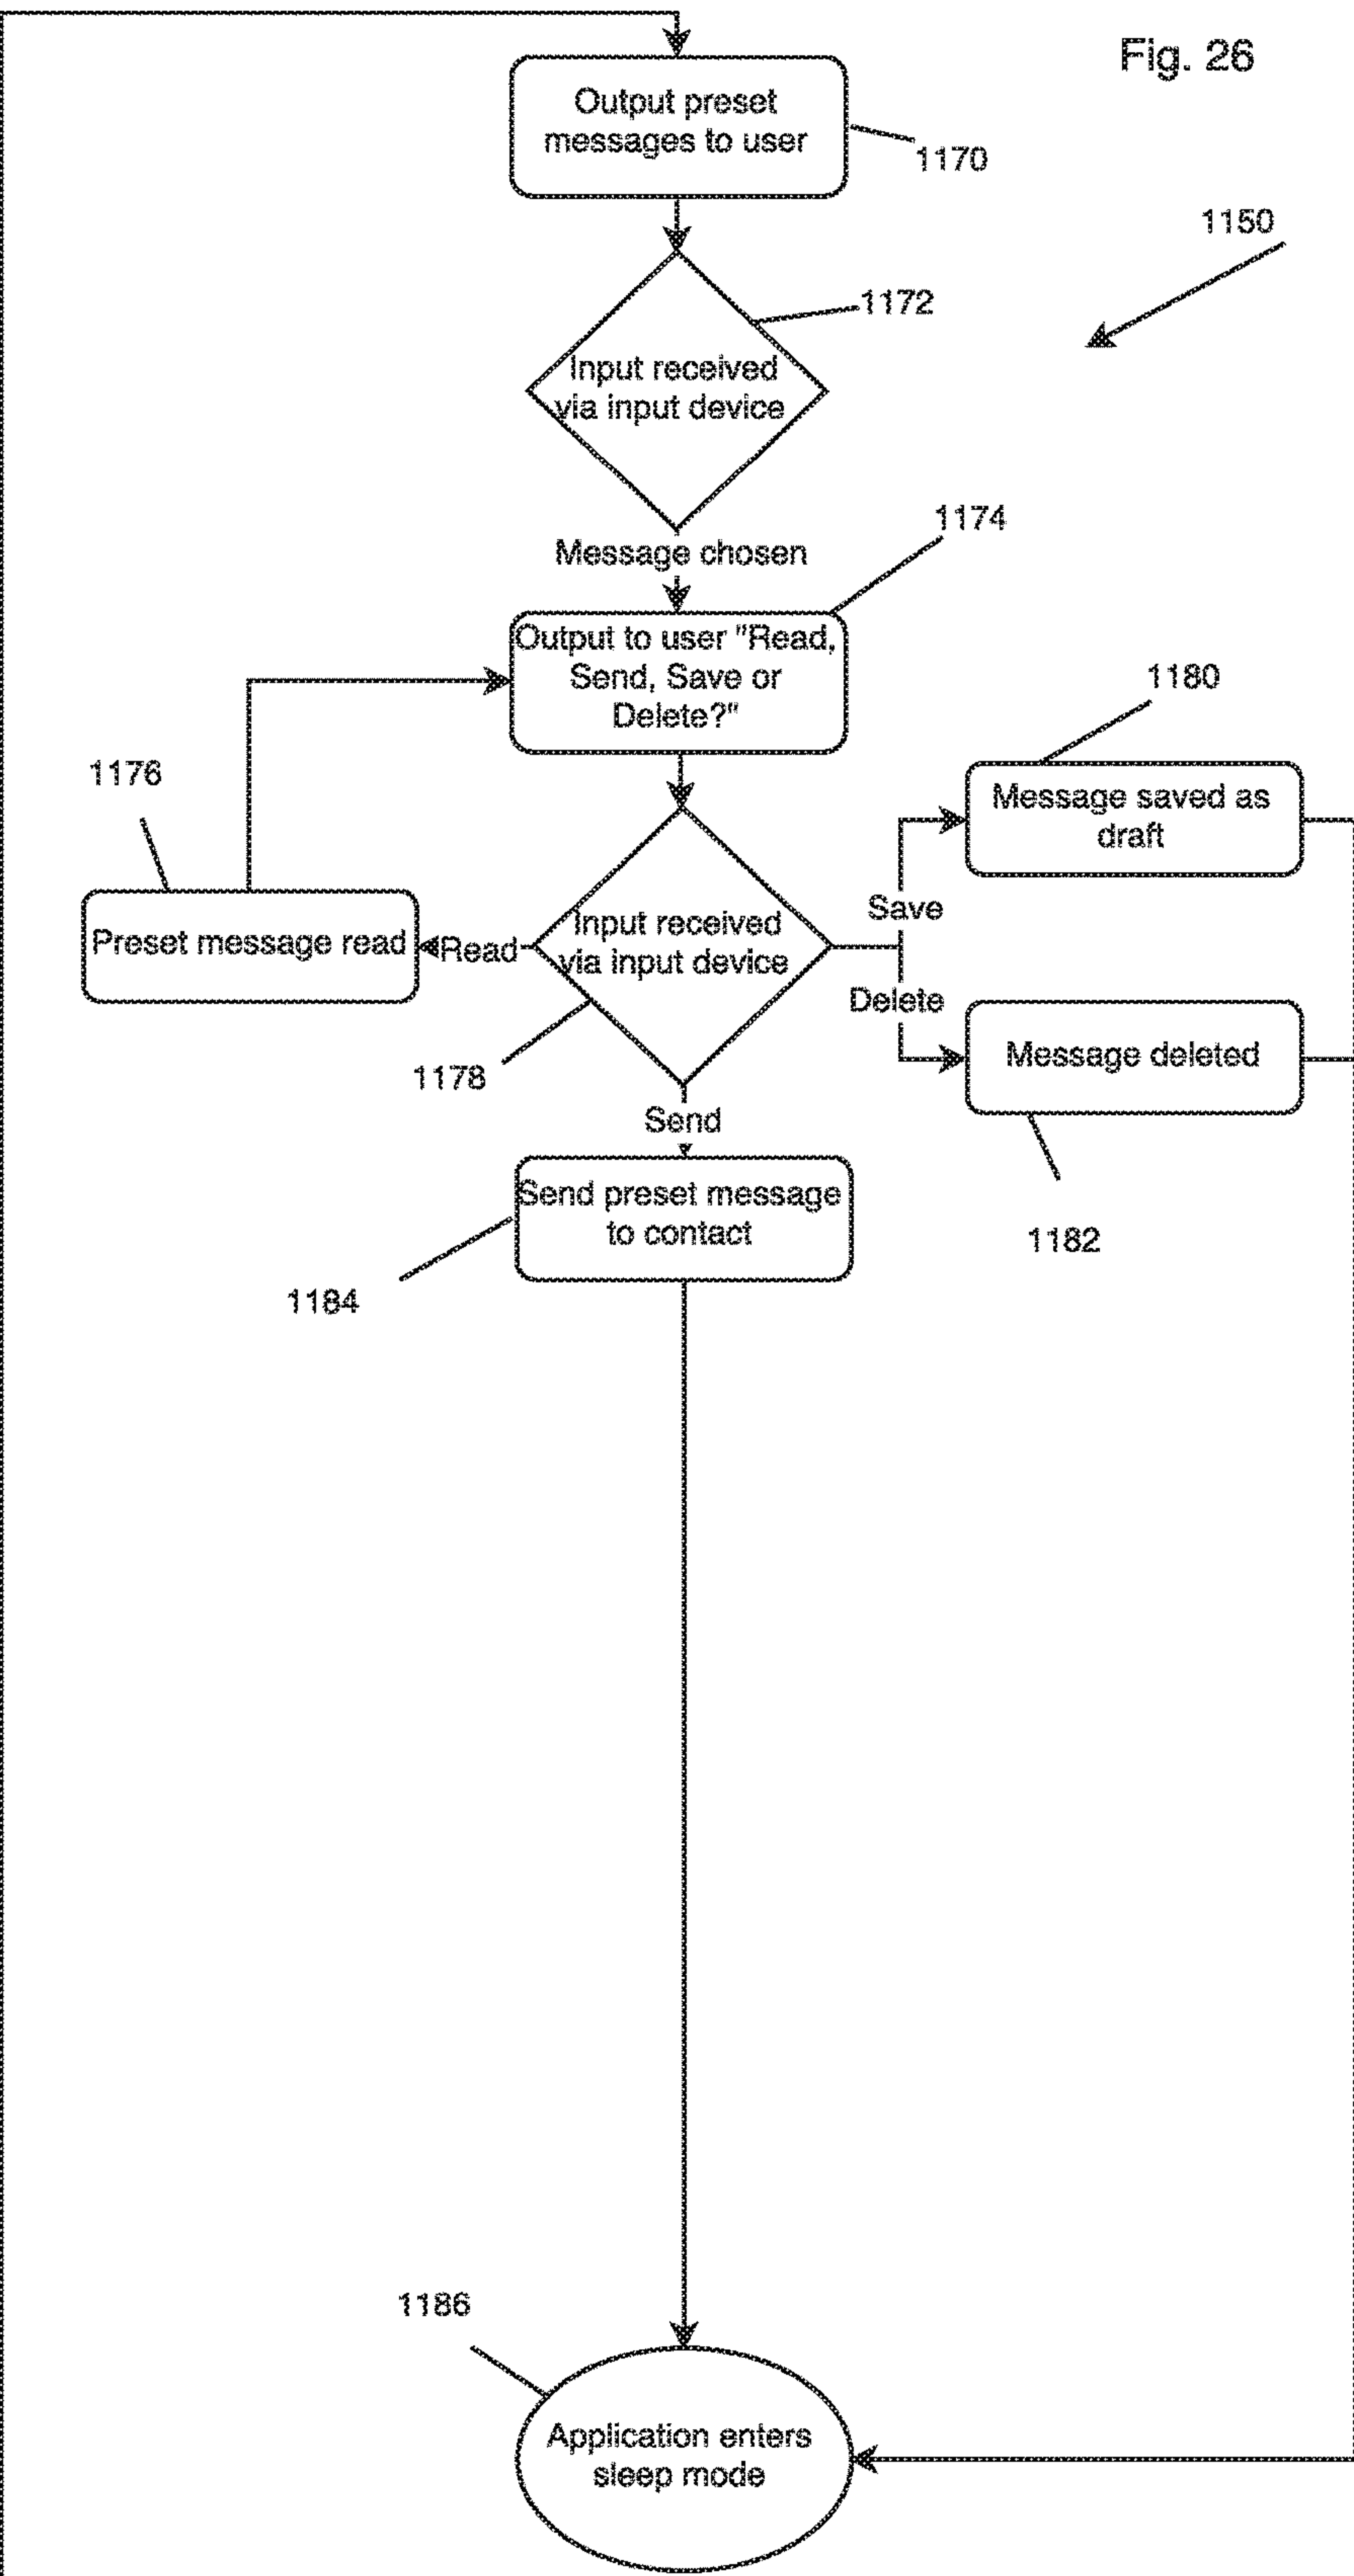 Fig. 26
Output preset
messages to user
1170
1150
1172
Input received
via input device
Message chosen
1174
Output to user "Read,
Send, Save or
Delete?"
1180
1176
Message saved as
draft
Save
Preset message read
Read
Input received
via input device
Delete
Message deleted
1178
Send
Send preset message
to contact
1182
1184
1186
Application enters
sleep mode